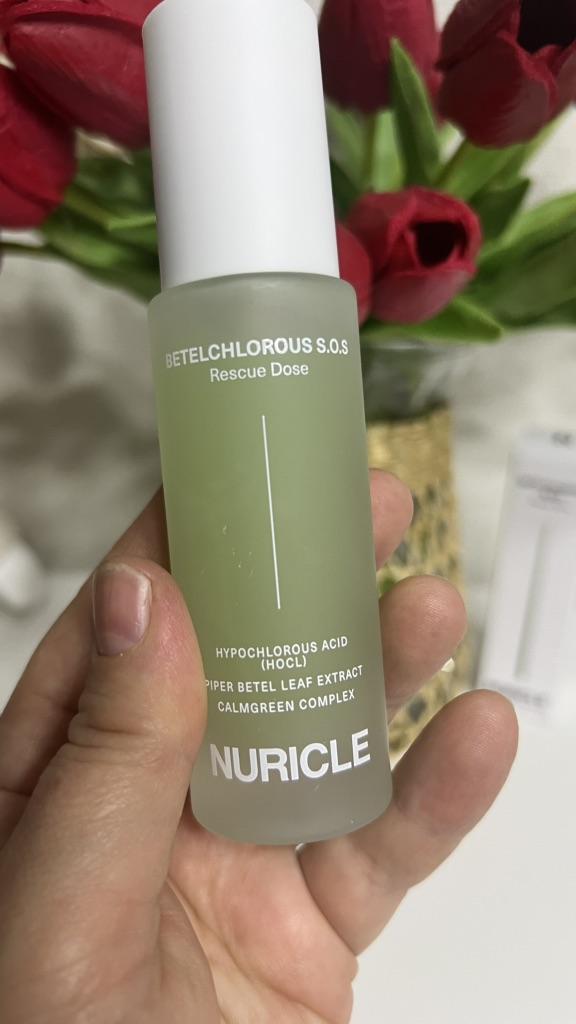 BETELCHLOROUS S.O.S
Rescue Dose
HYPOCHLOROUS ACID
(HOCL)
PIPER BETEL LEAF EXTRACT
CALMGREEN COMPLEX
NURICLE